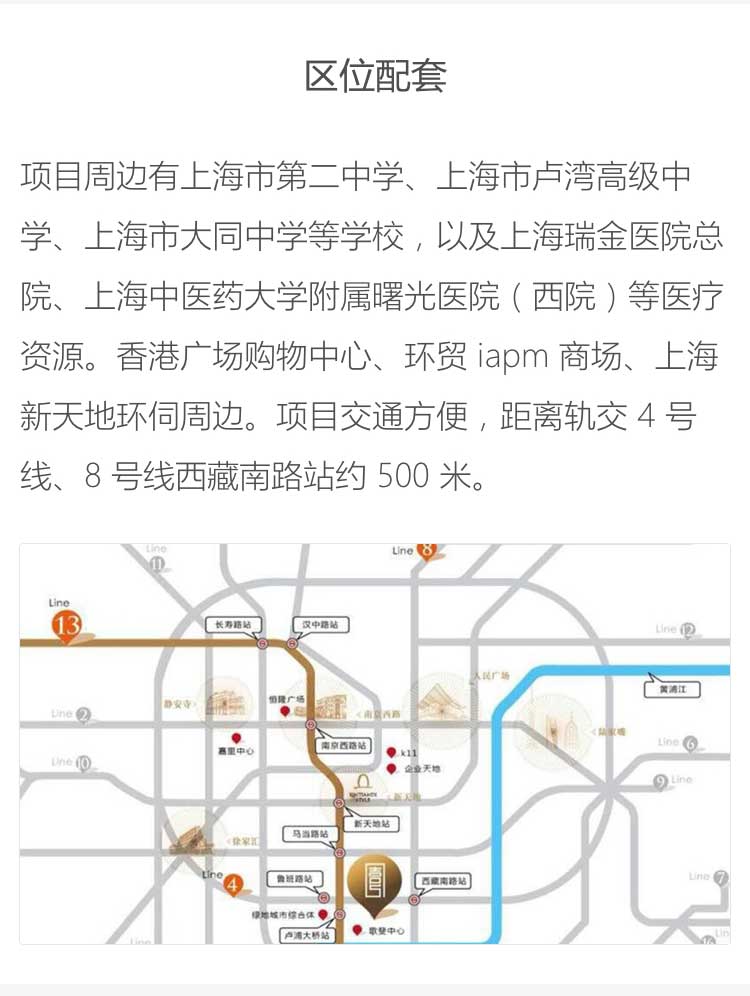 区位配套
项目周边有上海市第二中学、上海市卢湾高级中
学、上海市大同中学等学校，以及上海瑞金医院总
院、上海中医药大学附属曙光医院（西院）等医疗
资源。香港广场购物中心、环贸 iapm 商场、上海
新天地环伺周边。项目交通方便，距离轨交 4 号
线、8 号线西藏南路站约 500 米。
Line
11
Line
8
Line
13
长寿路站
汉中路站
Line 12
人民广场
黄浦江
静安寺
恒隆广场
南京西路
Line 2
陆家嘴
嘉里中心
南京西路站
Line 6
k11
Line 10
企业天地
9 Line
XINTIANDI
STYLE
新天地
新天地站
马当路站
徐家汇
Line
4
鲁班路站
壹号
西藏南路站
Line 7
绿地城市综合体
卢浦大桥站
歌斐中心
Line
Line
16